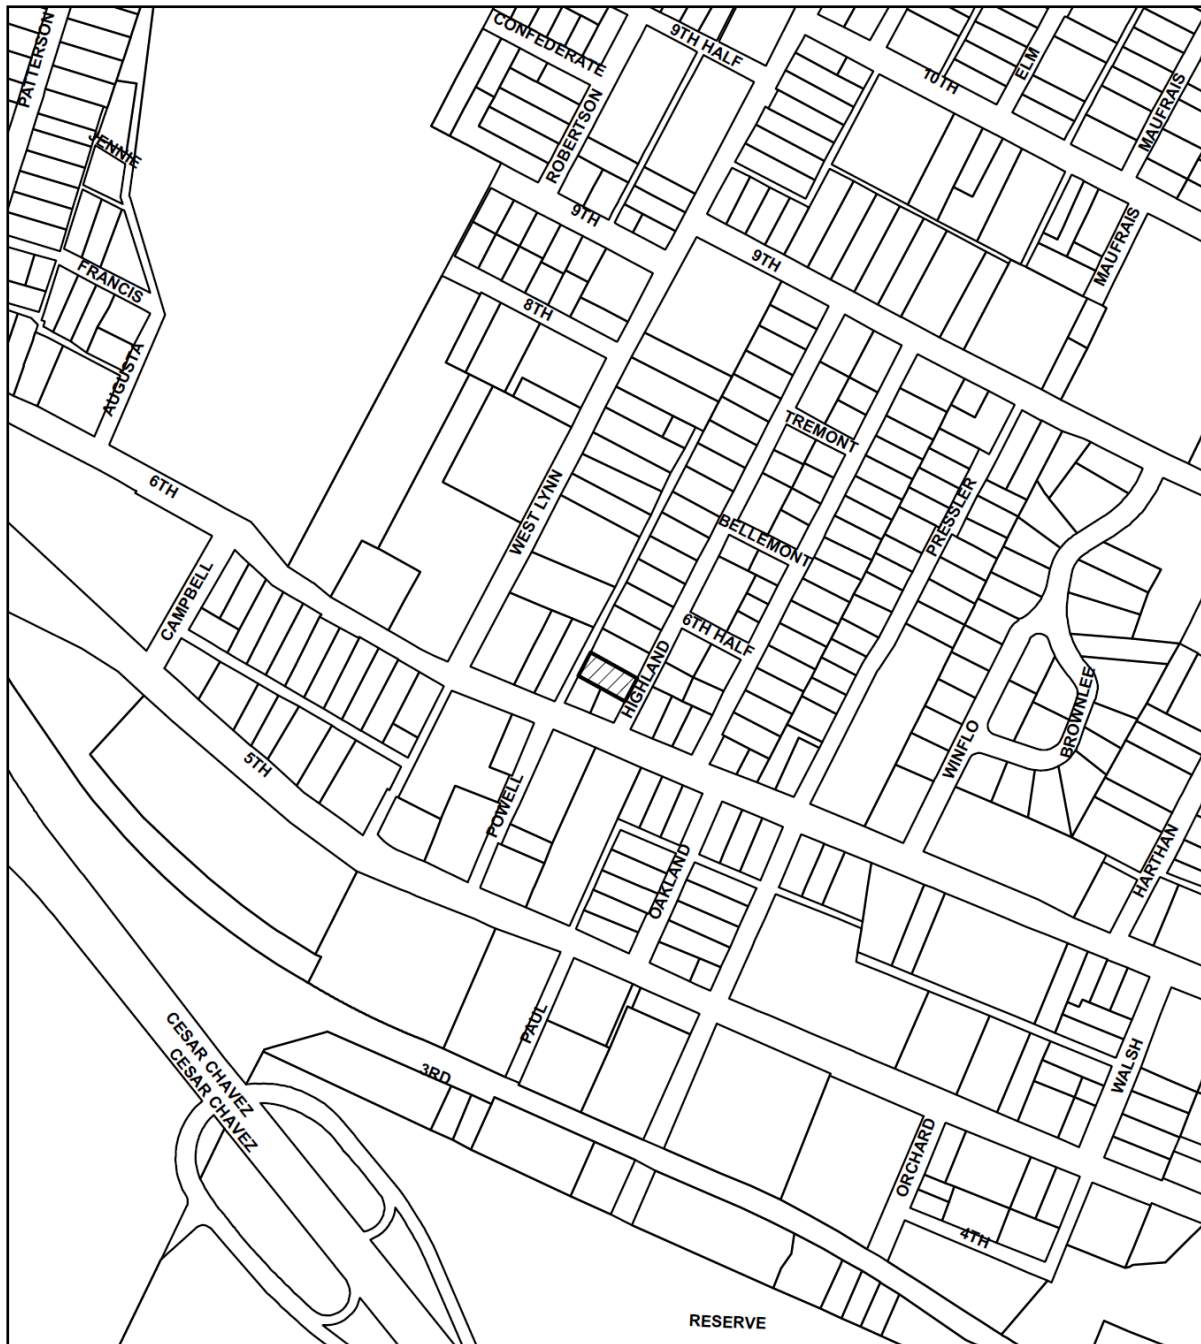 CONFEDERATE
9TH HALF
PATTERSON
ELM
10TH
MAUFRAIS
JENNIE
ROBERTSON
9TH
MAUFRAIS
9TH
FRANCIS
8TH
AUGUSTA
TREMONT
6TH
WEST LYNN
PRESSLER
BELLEMONT
CAMPBELL
6TH HALF
HIGHLAND
BROWNLEE
WINFLO
5TH
POWELL
OAKLAND
HARTHAN
PAUL
CESAR CHAVEZ
CESAR CHAVEZ
3RD
WALSH
ORCHARD
4TH
RESERVE